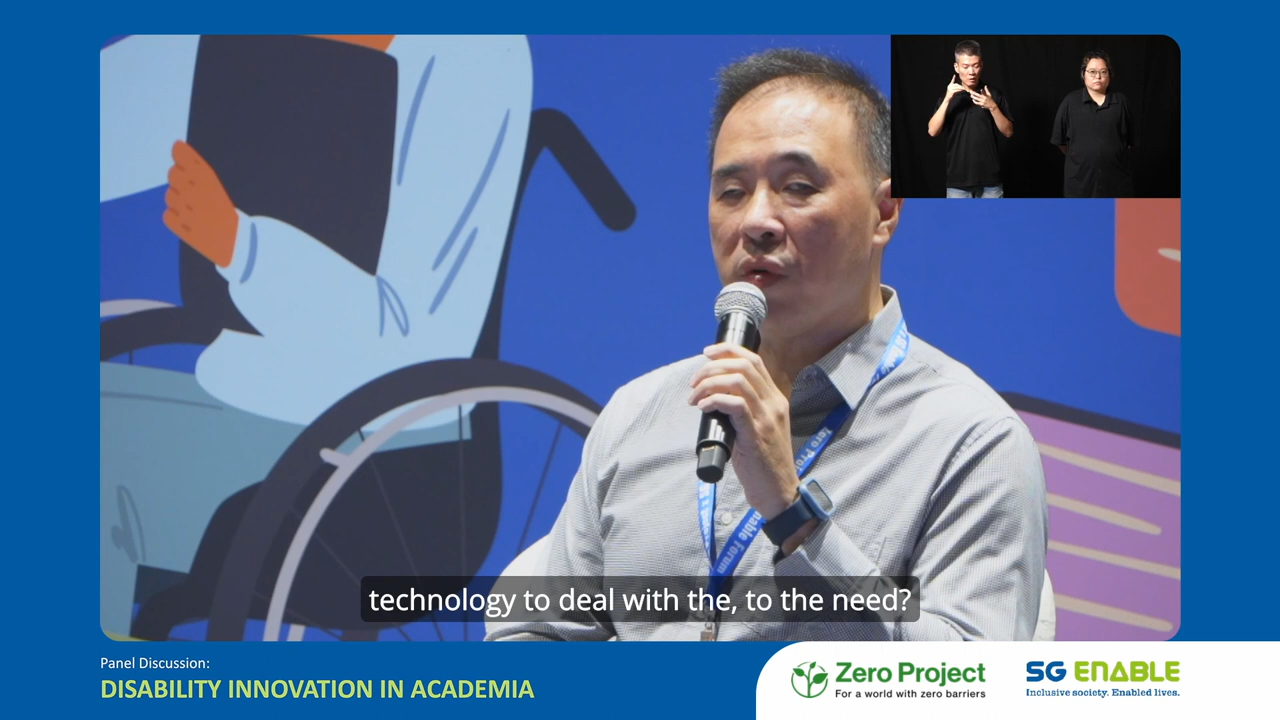 technology to deal with the, to the need?
Panel Discussion:
DISABILITY INNOVATION IN ACADEMIA
Zero Project
For a world with zero barriers
SG ENABLE
Inclusive society. Enabled lives.